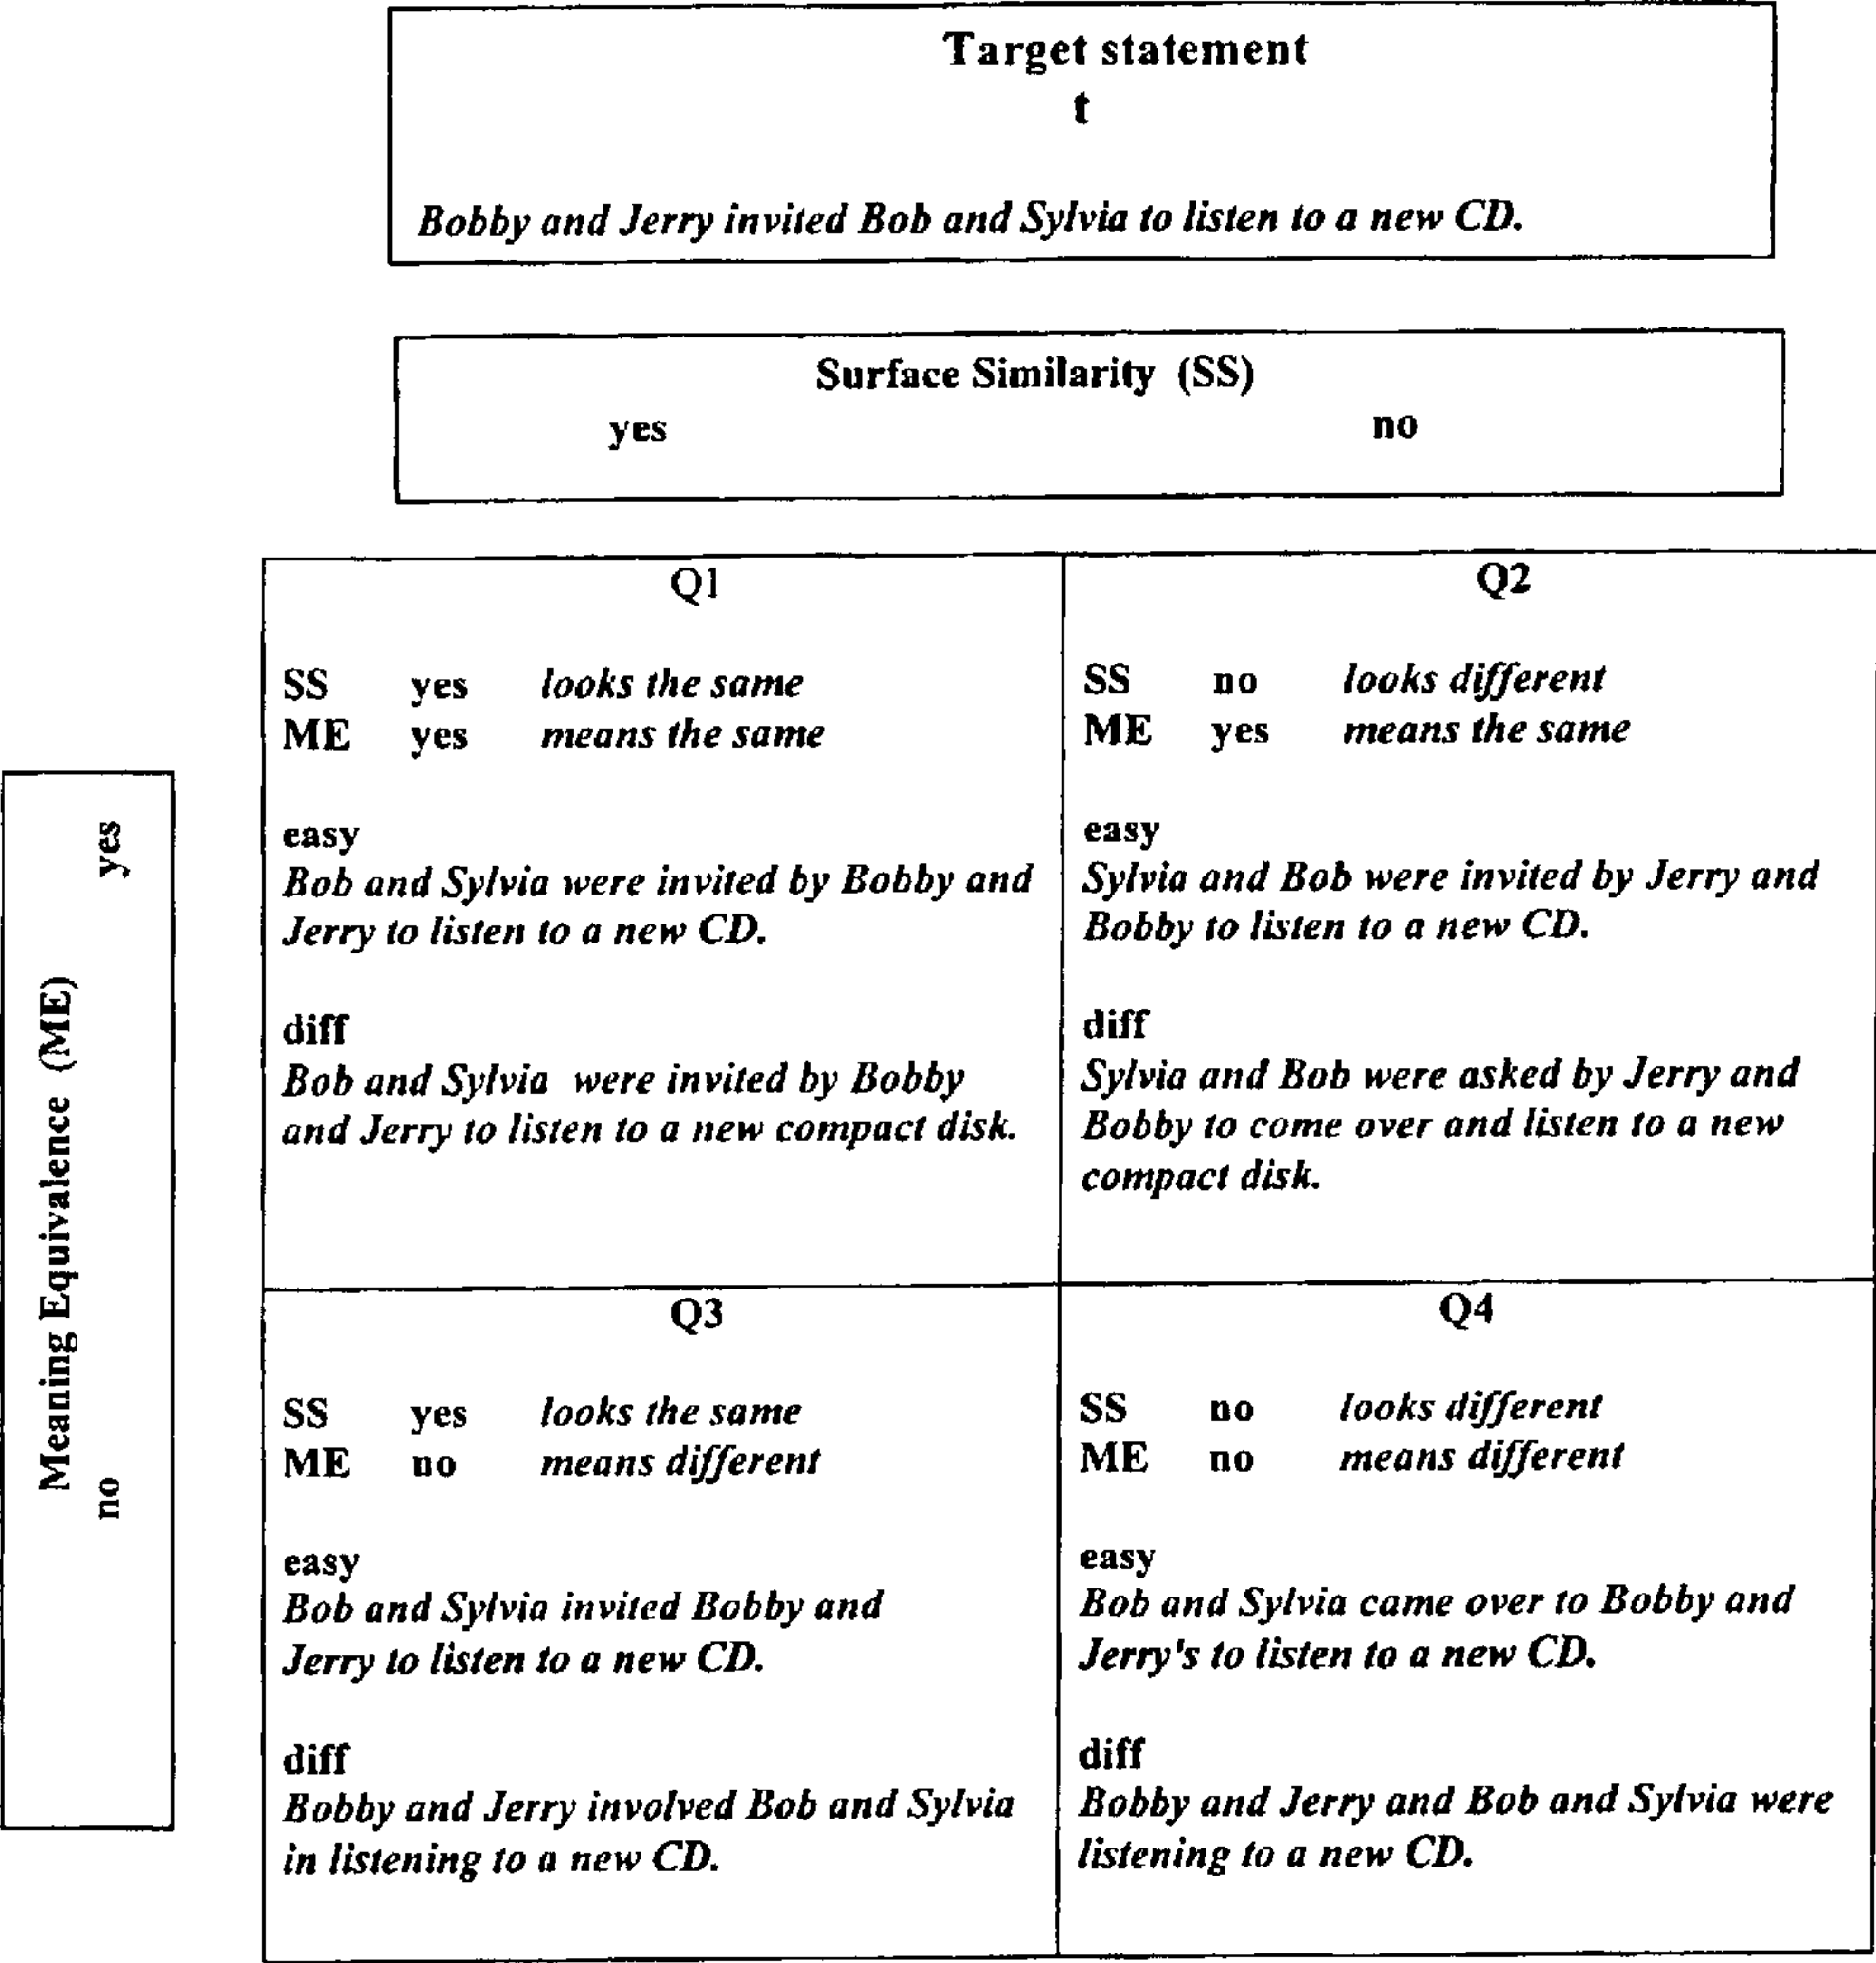 Target statement
t
Bobby and Jerry invited Bob and Sylvia to listen to a new CD.
Surface Similarity (SS)
yes no
Meaning Equivalence (ME)
yes
no
Q1
SS yes looks the same
ME yes means the same
easy
Bob and Sylvia were invited by Bobby and
Jerry to listen to a new CD.
diff
Bob and Sylvia were invited by Bobby
and Jerry to listen to a new compact disk.
Q2
SS no looks different
ME yes means the same
easy
Sylvia and Bob were invited by Jerry and
Bobby to listen to a new CD.
diff
Sylvia and Bob were asked by Jerry and
Bobby to come over and listen to a new
compact disk.
Q3
SS yes looks the same
ME no means different
easy
Bob and Sylvia invited Bobby and
Jerry to listen to a new CD.
diff
Bobby and Jerry involved Bob and Sylvia
in listening to a new CD.
Q4
SS no looks different
ME no means different
easy
Bob and Sylvia came over to Bobby and
Jerry's to listen to a new CD.
diff
Bobby and Jerry and Bob and Sylvia were
listening to a new CD.